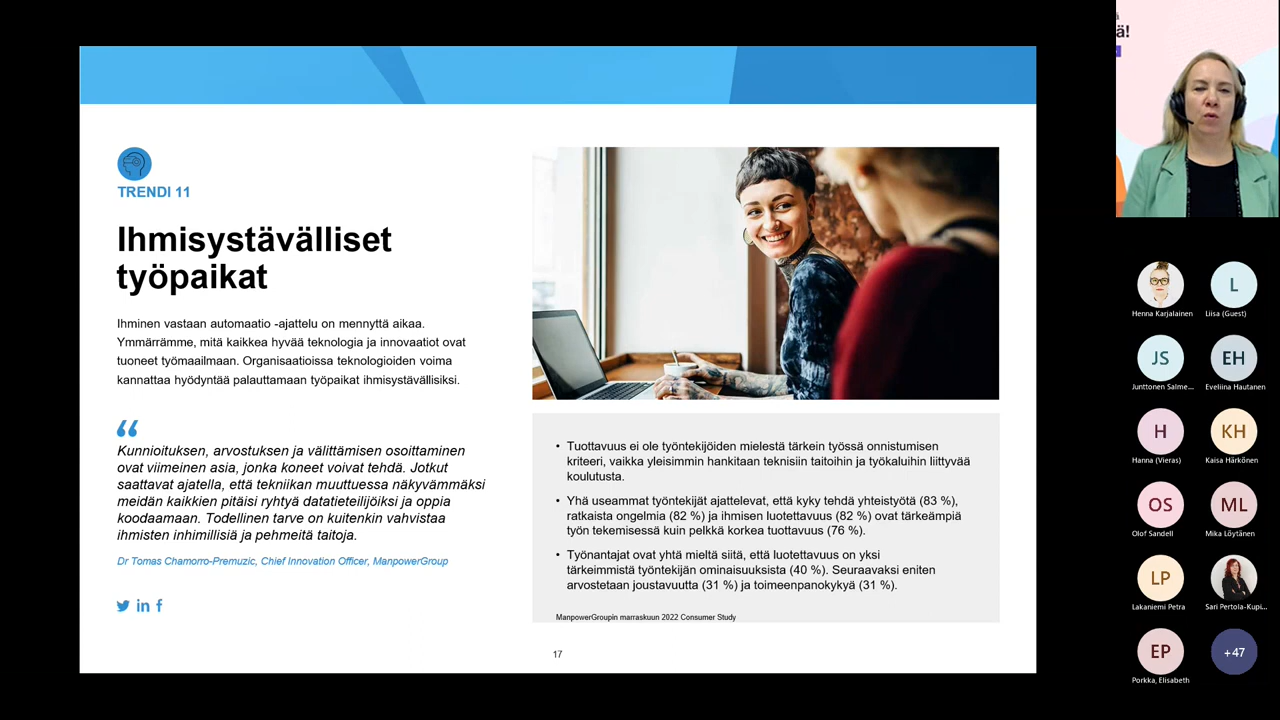 TRENDI 11
Ihmisystävälliset
työpaikat
Ihminen vastaan automaatio -ajattelu on mennyttä aikaa.
Ymmärrämme, mitä kaikkea hyvää teknologia ja innovaatiot ovat
tuoneet työmaailmaan. Organisaatioissa teknologioiden voima
kannattaa hyödyntää palauttamaan työpaikat ihmisystävällisiksi.
“
Kunnioituksen, arvostuksen ja välittämisen osoittaminen
ovat viimeinen asia, jonka koneet voivat tehdä. Jotkut
saattavat ajatella, että tekniikan muuttuessa näkyvämmäksi
meidän kaikkien pitäisi ryhtyä datatieteilijöiksi ja oppia
koodaamaan. Todellinen tarve on kuitenkin vahvistaa
ihmisten inhimillisiä ja pehmeitä taitoja.
Dr Tomas Chamorro-Premuzic, Chief Innovation Officer, ManpowerGroup
• Tuottavuus ei ole työntekijöiden mielestä tärkein työssä onnistumisen
kriteeri, vaikka yleisimmin hankitaan teknisiin taitoihin ja työkaluihin liittyvää
koulutusta.
• Yhä useammat työntekijät ajattelevat, että kyky tehdä yhteistyötä (83 %),
ratkaista ongelmia (82 %) ja ihmisen luotettavuus (82 %) ovat tärkeämpiä
työn tekemisessä kuin pelkkä korkea tuottavuus (76 %).
• Työnantajat ovat yhtä mieltä siitä, että luotettavuus on yksi
tärkeimmistä työntekijän ominaisuuksista (40 %). Seuraavaksi eniten
arvostetaan joustavuutta (31 %) ja toimeenpanokykyä (31 %).
ManpowerGroupin marraskuun 2022 Consumer Study
17
ä!
Henna Karjalainen
L
Liisa (Guest)
JS
Junttonen Salme...
EH
Eveliina Hautanen
H
Hanna (Vieras)
KH
Kaisa Härkönen
OS
Olof Sandell
ML
Mika Löytänen
LP
Lakaniemi Petra
Sari Pertola-Kupi...
EP
Porkka, Elisabeth
+47